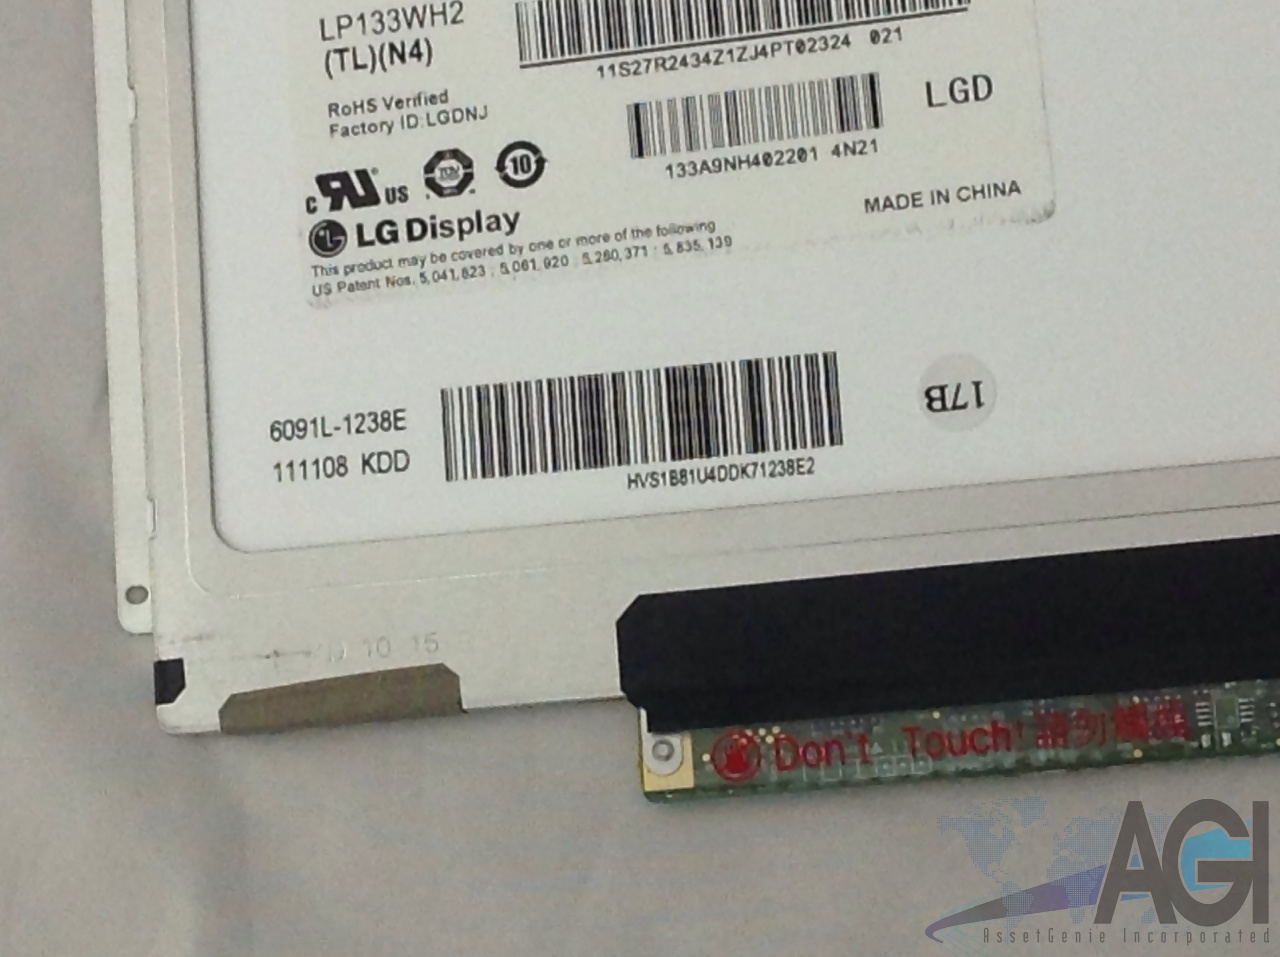 LP133WH2
(TL)(N4)
11S27R2434Z1ZJ4PT02324 021
RoHS Verified
Factory ID:LGDNJ
LGD
133A9NH402201 4N21
C US
TUV
10
MADE IN CHINA
LG Display
This product may be covered by one or more of the following
US Patent Nos. 5,041,823 : 5,061,920 : 5,280,371 : 5,835,139
6091L-1238E
111108 KDD
HVS1B81U4DDK71238E2
17B
10 15
Don't Touch!
AGI
AssetGenie Incorporated